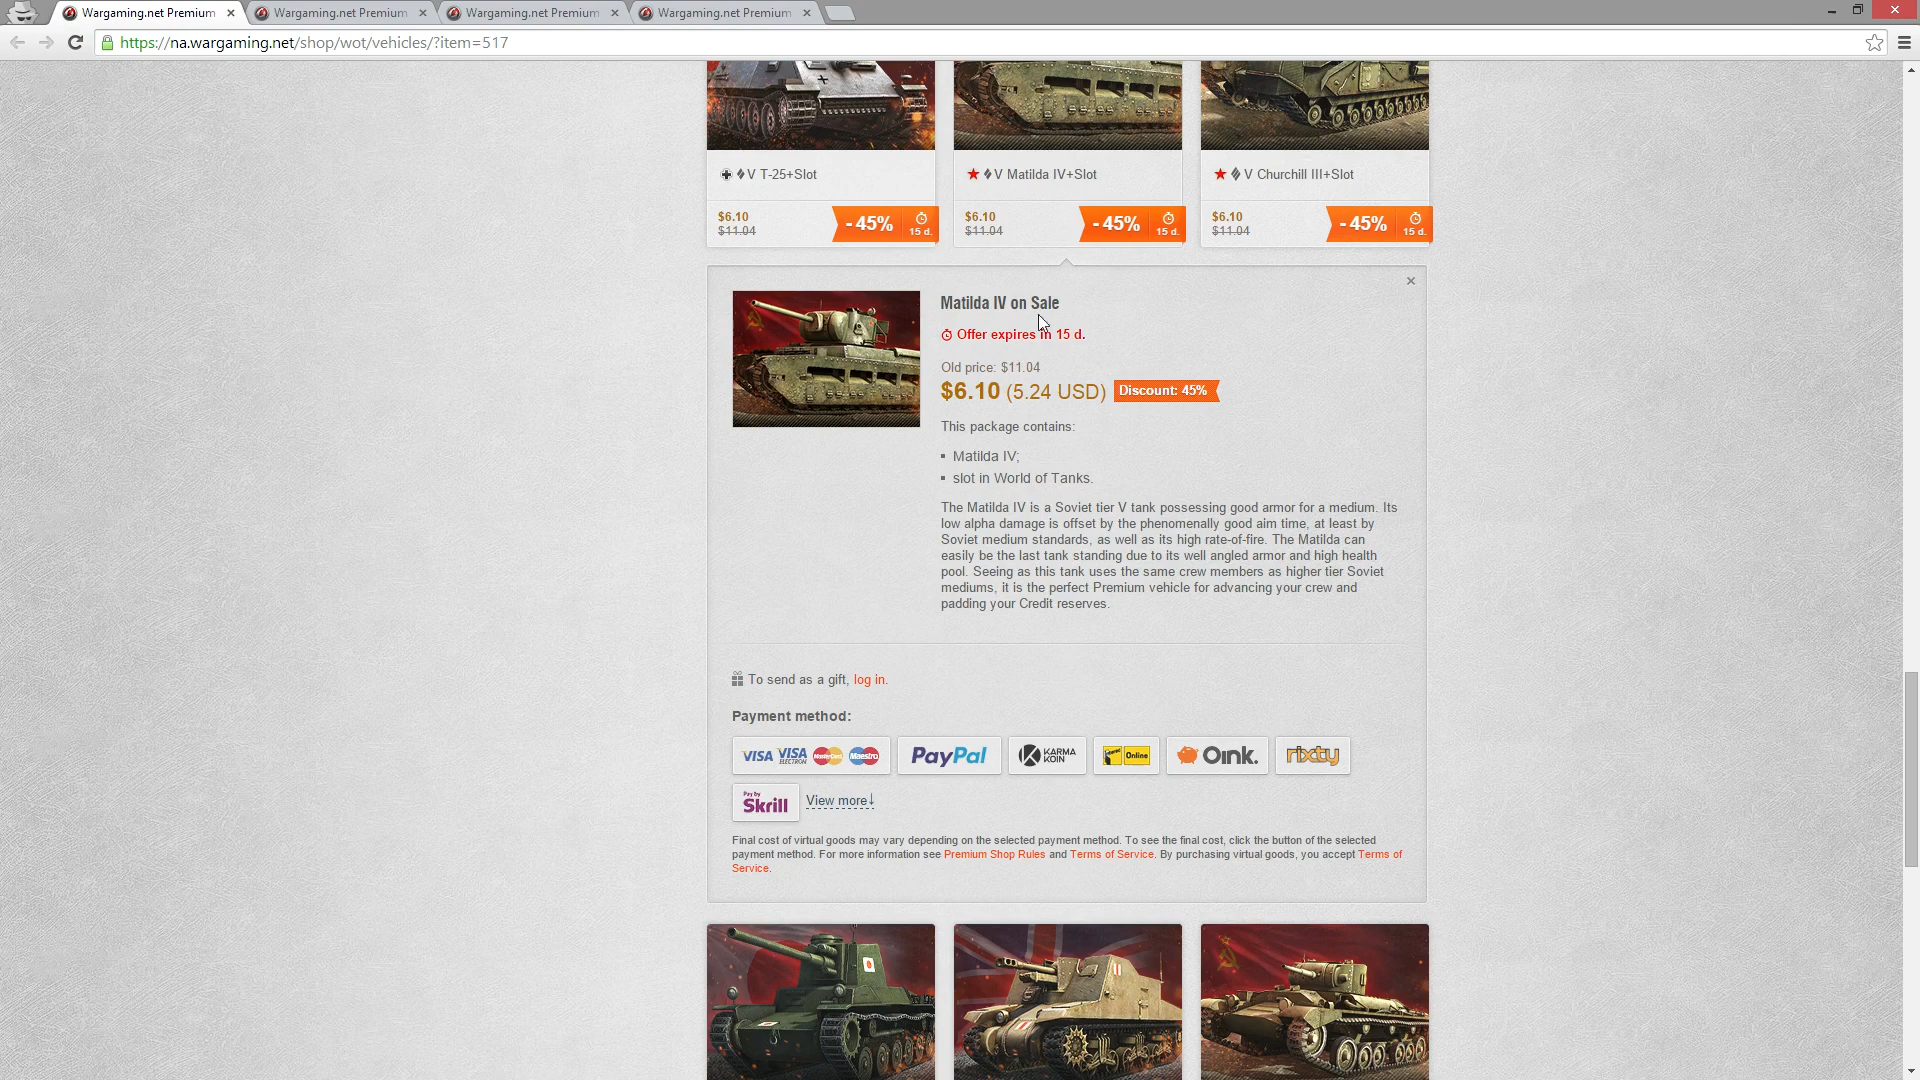 Wargaming.net Premium
Wargaming.net Premium
Wargaming.net Premium
Wargaming.net Premium
https://na.wargaming.net/shop/wot/vehicles/?item=517
V T-25+Slot
V Matilda IV+Slot
V Churchill III+Slot
$6.10
$11.04
- 45%
15 d.
$6.10
$11.04
- 45%
15 d.
$6.10
$11.04
- 45%
15 d.
Matilda IV on Sale
Offer expires in 15 d.
Old price: $11.04
$6.10 (5.24 USD) Discount: 45%
This package contains:
Matilda IV;
slot in World of Tanks.
The Matilda IV is a Soviet tier V tank possessing good armor for a medium. Its
low alpha damage is offset by the phenomenally good aim time, at least by
Soviet medium standards, as well as its high rate-of-fire. The Matilda can
easily be the last tank standing due to its well angled armor and high health
pool. Seeing as this tank uses the same crew members as higher tier Soviet
mediums, it is the perfect Premium vehicle for advancing your crew and
padding your Credit reserves.
To send as a gift, log in.
Payment method:
VISA VISA ELECTRON MasterCard Maestro
PayPal
KARMA KOIN
Online
Oink.
rixty
Pay by
Skrill
View more↓
Final cost of virtual goods may vary depending on the selected payment method. To see the final cost, click the button of the selected
payment method. For more information see Premium Shop Rules and Terms of Service. By purchasing virtual goods, you accept Terms of
Service.